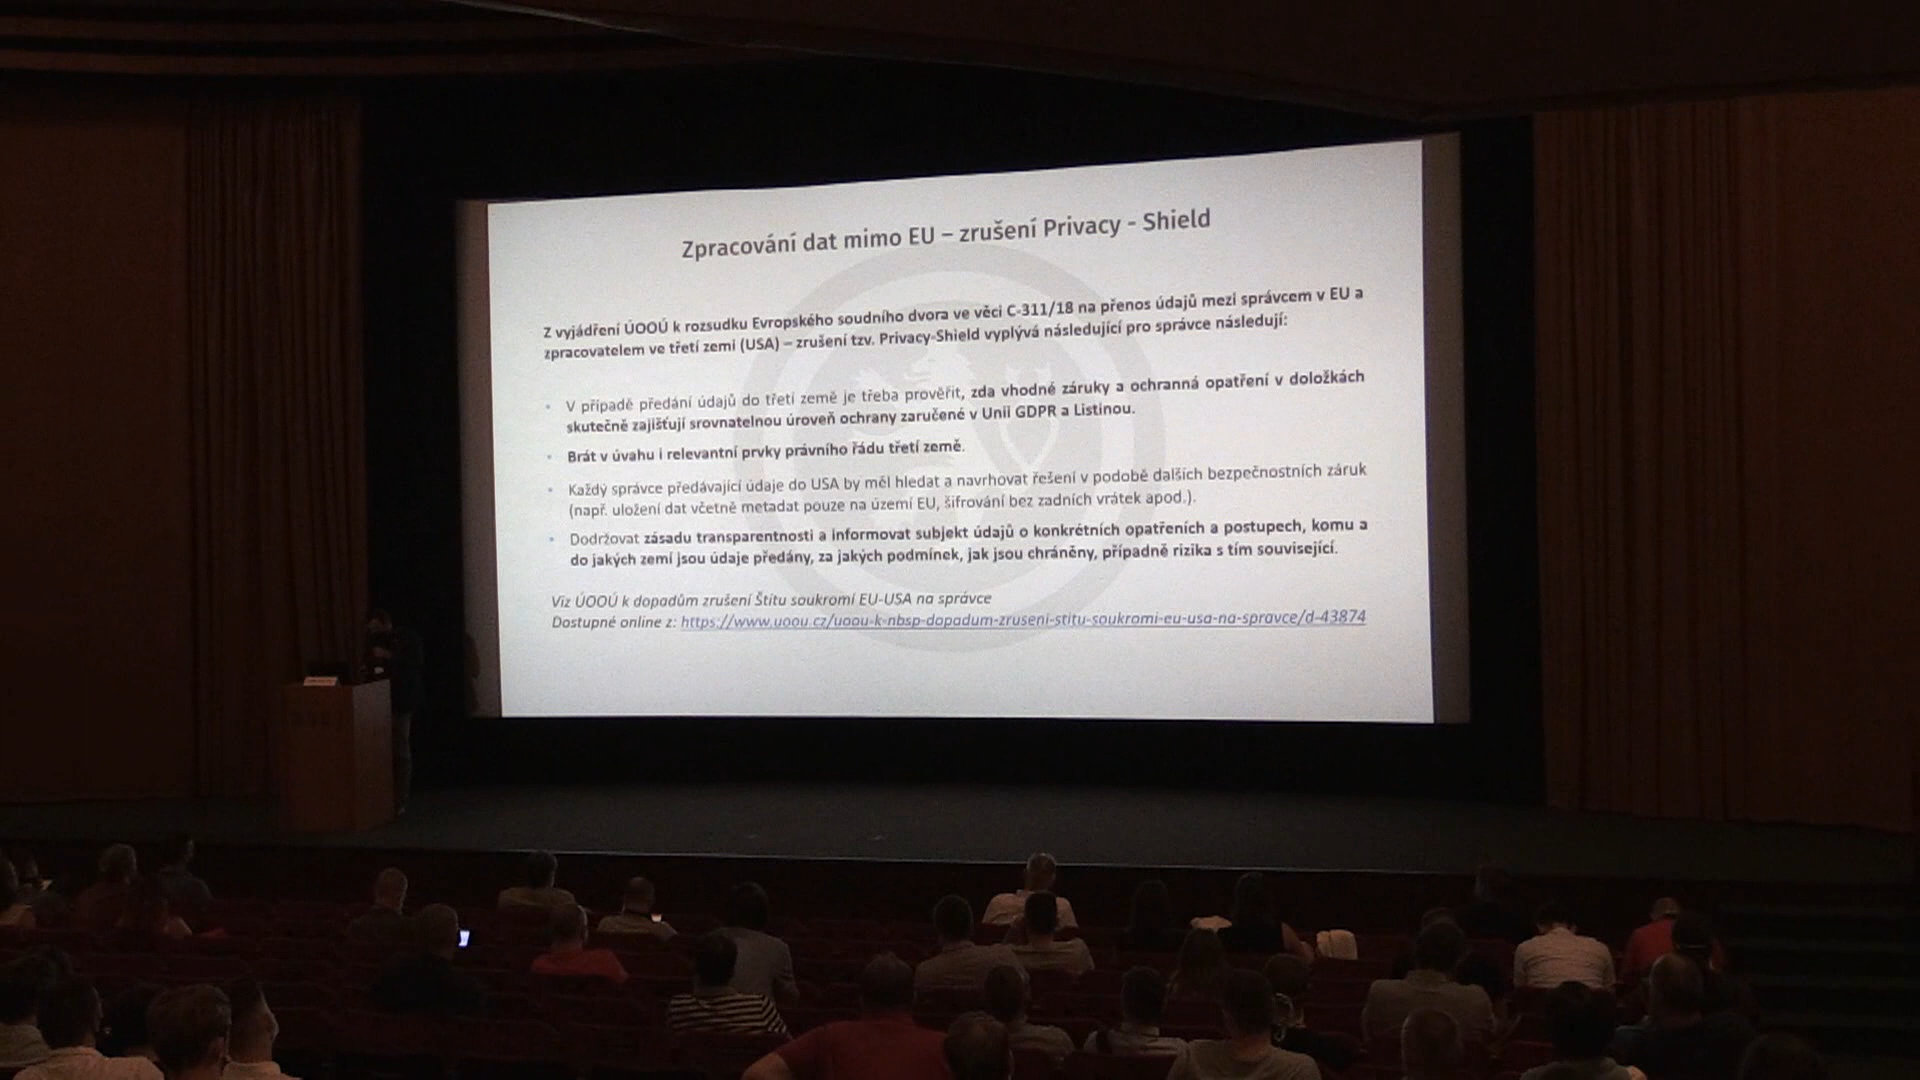 Zpracování dat mimo EU – zrušení Privacy - Shield
Z vyjádření ÚOOÚ k rozsudku Evropského soudního dvora ve věci C-311/18 na přenos údajů mezi správcem v EU a
zpracovatelem ve třetí zemi (USA) – zrušení tzv. Privacy-Shield vyplývá následující pro správce následují:
• V případě předání údajů do třetí země je třeba prověřit, zda vhodné záruky a ochranná opatření v doložkách
skutečně zajišťují srovnatelnou úroveň ochrany zaručené v Unii GDPR a Listinou.
• Brát v úvahu i relevantní prvky právního řádu třetí země.
• Každý správce předávající údaje do USA by měl hledat a navrhovat řešení v podobě dalších bezpečnostních záruk
(např. uložení dat včetně metadat pouze na území EU, šifrování bez zadních vrátek apod.).
• Dodržovat zásadu transparentnosti a informovat subjekt údajů o konkrétních opatřeních a postupech, komu a
do jakých zemí jsou údaje předány, za jakých podmínek, jak jsou chráněny, případně rizika s tím související.
Viz ÚOOÚ k dopadům zrušení Štítu soukromí EU-USA na správce
Dostupné online z: https://www.uoou.cz/uoou-k-nbsp-dopadum-zruseni-stitu-soukromi-eu-usa-na-spravce/d-43874